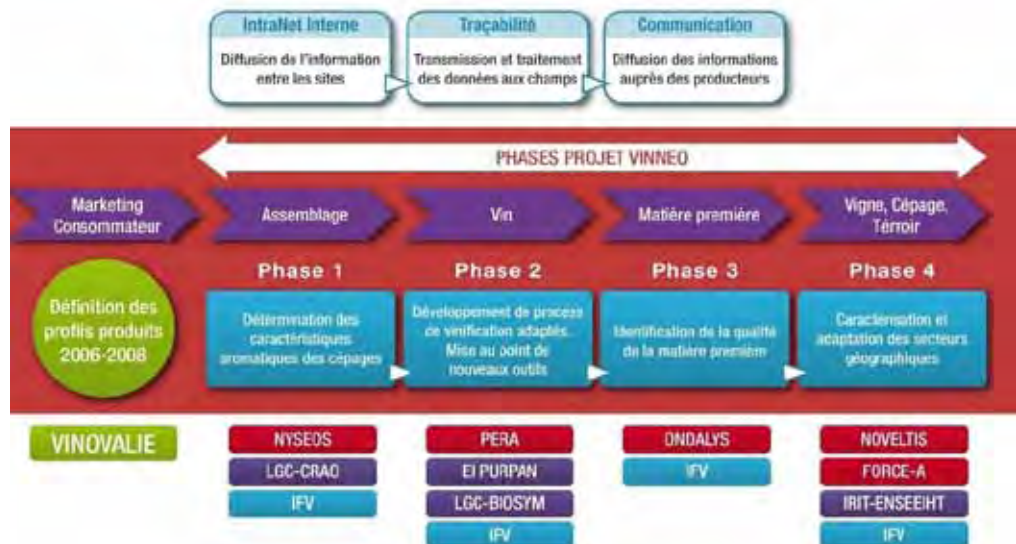 IntraNet Interne
Diffusion de l'information
entre les sites
Traçabilité
Transmission et traitement
des données aux champs
Communication
Diffusion des informations
auprès des producteurs
PHASES PROJET VINNEO
Marketing
Consommateur
Assemblage
Vin
Matière première
Vigne, Cépage,
Térroir
Définition des
profils produits
2006-2008
Phase 1
Détermination des
caractéristiques
aromatiques des cépages
Phase 2
Développement de process
de vinification adaptés.
Mise au point de
nouveaux outils
Phase 3
Identification de la qualité
de la matière première
Phase 4
Caractérisation et
adaptation des secteurs
géographiques
VINOVALIE
NYSEOS
LGC-CRAO
IFV
PERA
EI PURPAN
LGC-BIOSYM
IFV
ONDALYS
IFV
NOVELTIS
FORCE-A
IRIT-ENSEEIHT
IFV